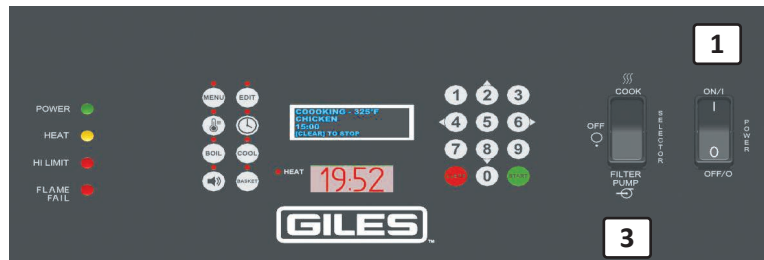 POWER
HEAT
HI LIMIT
FLAME
FAIL
MENU
EDIT
BOIL
COOL
BASKET
COOOKING - 325°F
CHICKEN
15:00
[CLEAR] TO STOP
HEAT
19:52
GILES
TM
1 2 3
4 5 6
7 8 9
0
START
COOK
OFF
SELECTOR
FILTER
PUMP
3
1
ON/I
I
0
POWER
OFF/O